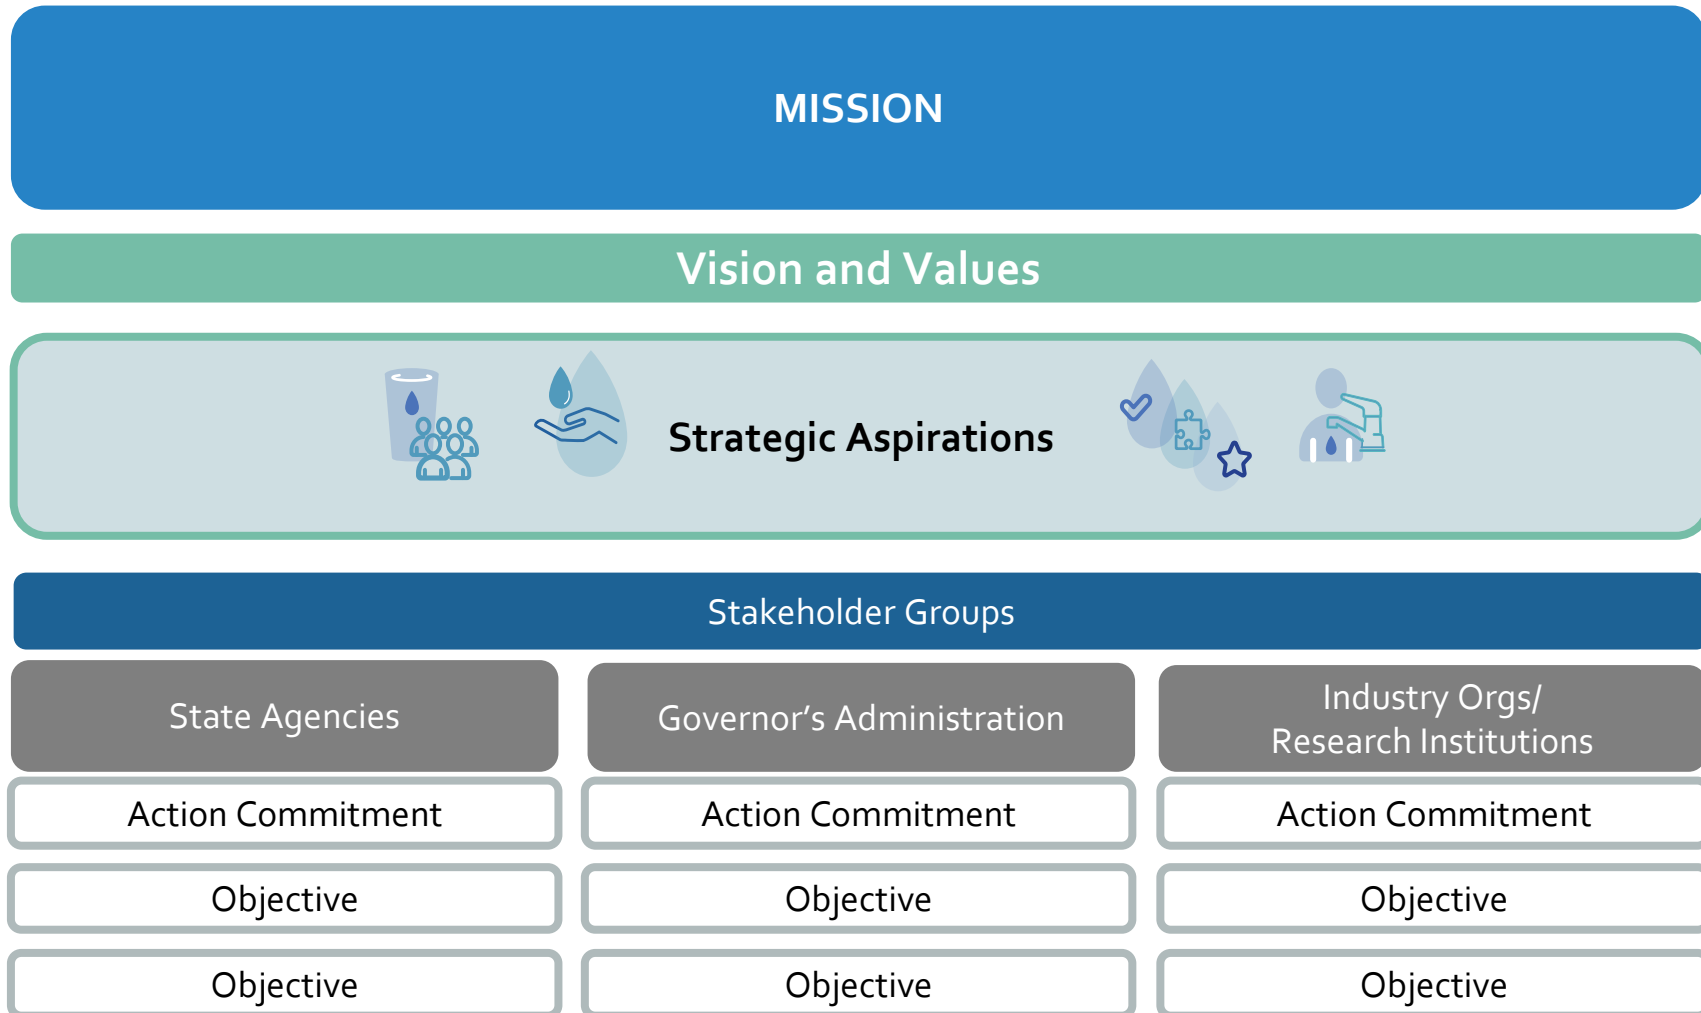 MISSION
Vision and Values
Strategic Aspirations
Stakeholder Groups
State Agencies
Governor’s Administration
Industry Orgs/
Research Institutions
Action Commitment
Action Commitment
Action Commitment
Objective
Objective
Objective
Objective
Objective
Objective